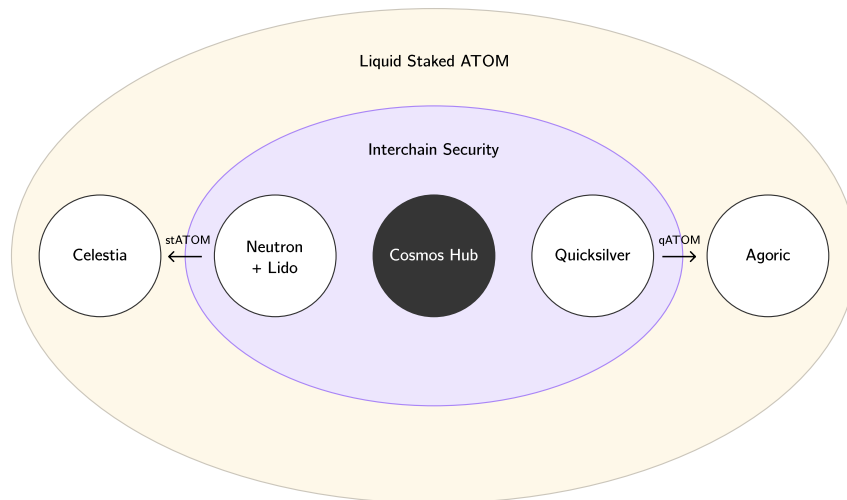 Liquid Staked ATOM
Interchain Security
Celestia
stATOM
Neutron
+ Lido
Cosmos Hub
Quicksilver
qATOM
Agoric